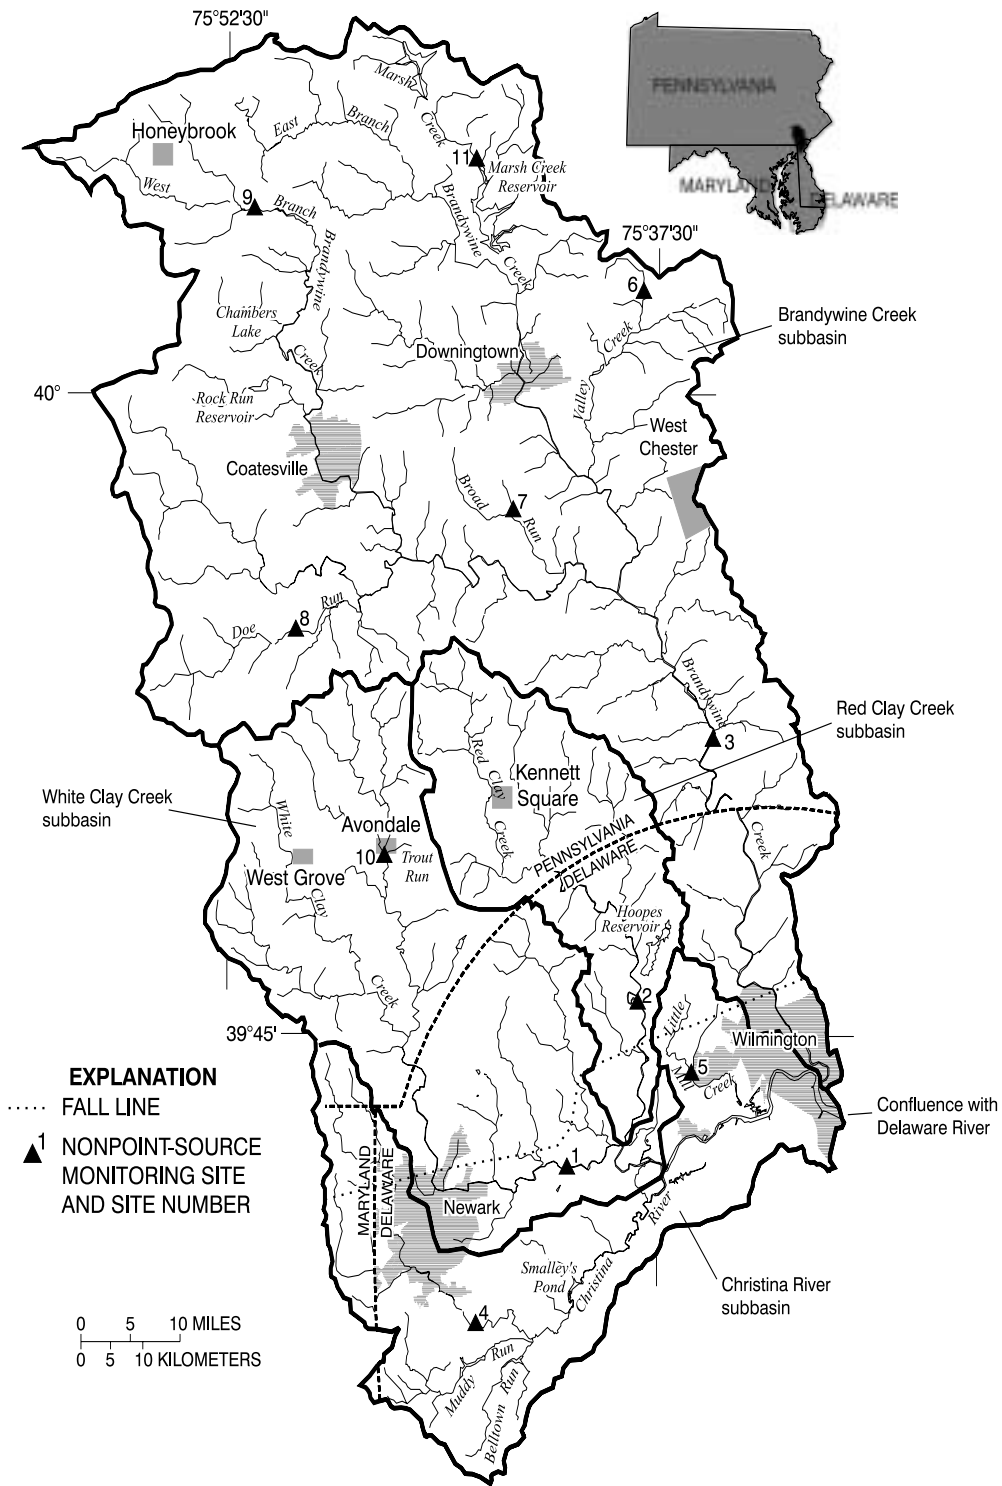 75°52'30"
PENNSYLVANIA
MARYLAND
DELAWARE
Marsh
Creek
Honeybrook
East
Branch
11
Marsh Creek
Reservoir
West
9
Branch
Brandywine
Brandywine
Creek
75°37'30"
6
Chambers
Lake
Creek
Downingtown
Creek
Valley
Brandywine Creek
subbasin
40°
Rock Run
Reservoir
West
Chester
Coatesville
Broad
7
Run
Doe
8
Run
Brandywine
3
Red Clay Creek
subbasin
Red
Clay
Creek
Kennett
Square
White Clay Creek
subbasin
White
Avondale
10
Trout
Run
West Grove
Clay
Creek
PENNSYLVANIA
DELAWARE
Creek
Hoopes
Reservoir
2
Little
Wilmington
5
Mill
Creek
39°45'
Confluence with
Delaware River
EXPLANATION
FALL LINE
1
NONPOINT-SOURCE
MONITORING SITE
AND SITE NUMBER
MARYLAND
DELAWARE
1
Newark
River
Smalley's
Pond
Christina
Christina River
subbasin
4
Muddy
Run
Belltown
Run
0 5 10 MILES
0 5 10 KILOMETERS